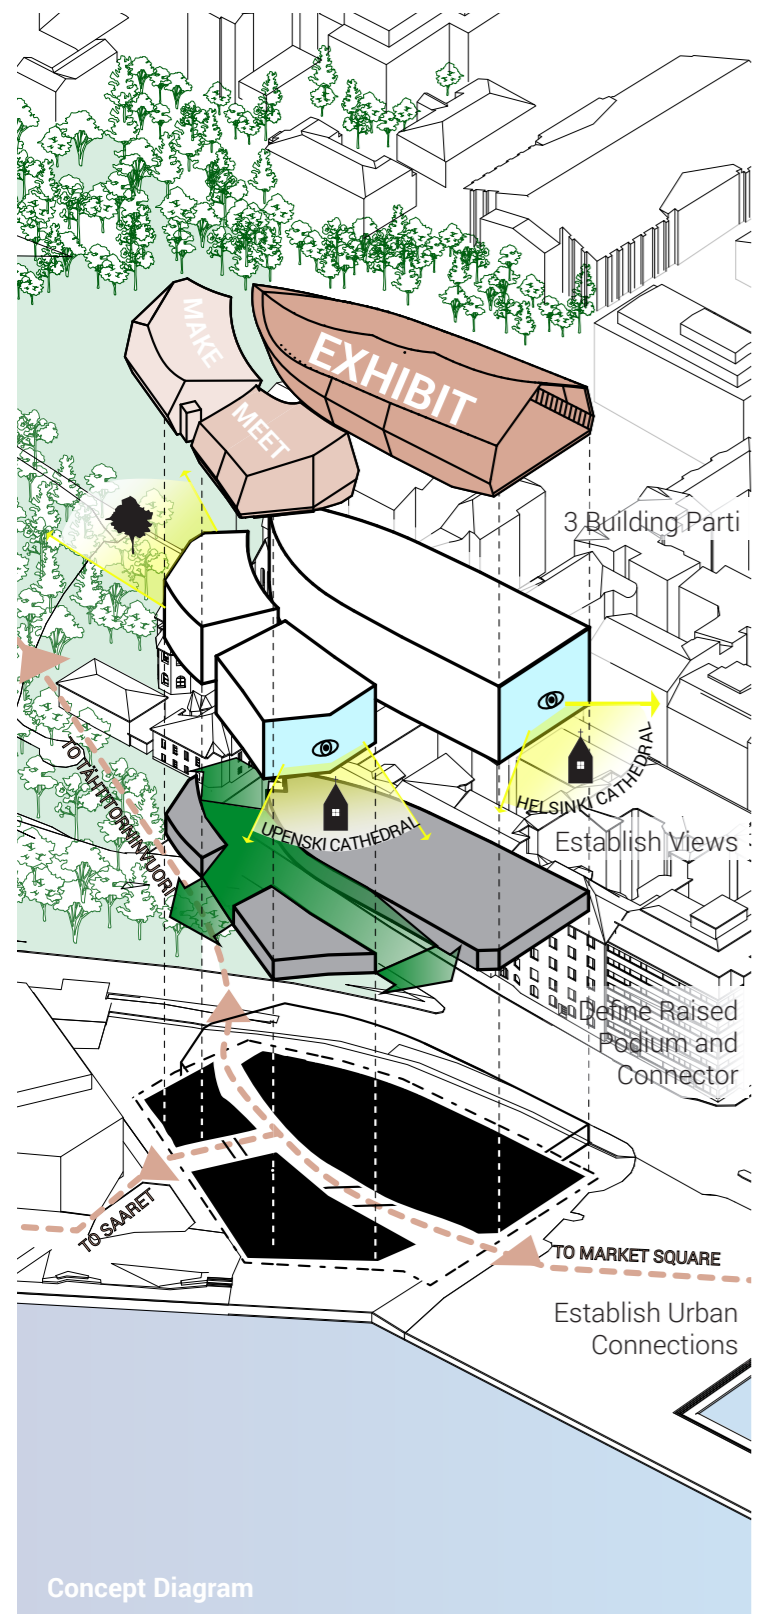 MAKE
EXHIBIT
MEET
3 Building Parti
HELSINKI CATHEDRAL
UPENSKI CATHEDRAL
Establish Views
TO TÄHTITORNINVUORI
Define Raised
Podium and
Connector
TO SAARET
TO MARKET SQUARE
Establish Urban
Connections
Concept Diagram